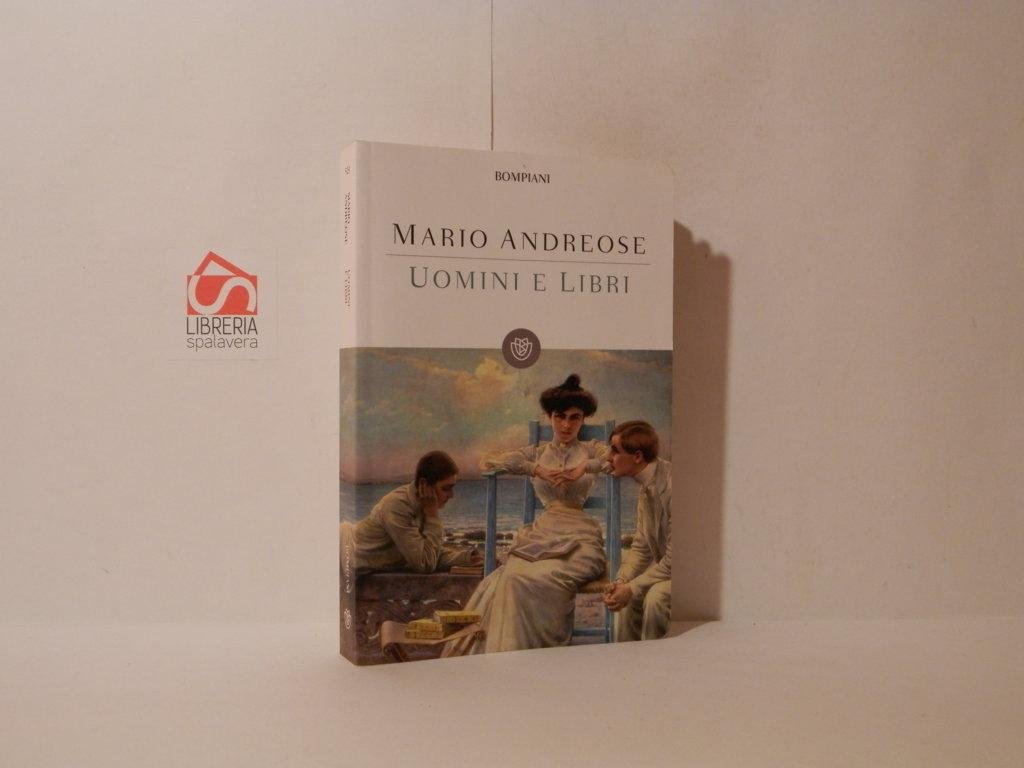 BOMPIANI
MARIO ANDREOSE
UOMINI E LIBRI
LIBRERIA
spalavera